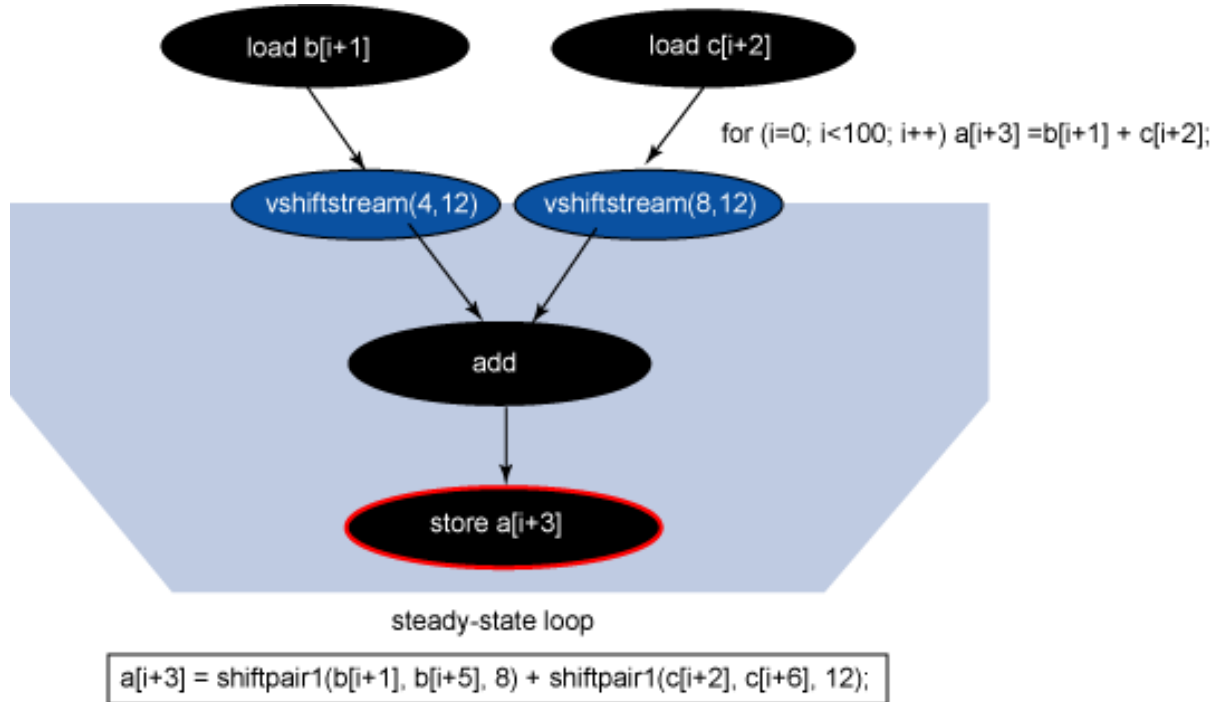 load b[i+1]
load c[i+2]
for (i=0; i<100; i++) a[i+3] =b[i+1] + c[i+2];
vshiftstream(4,12)
vshiftstream(8,12)
add
store a[i+3]
steady-state loop
a[i+3] = shiftpair1(b[i+1], b[i+5], 8) + shiftpair1(c[i+2], c[i+6], 12);